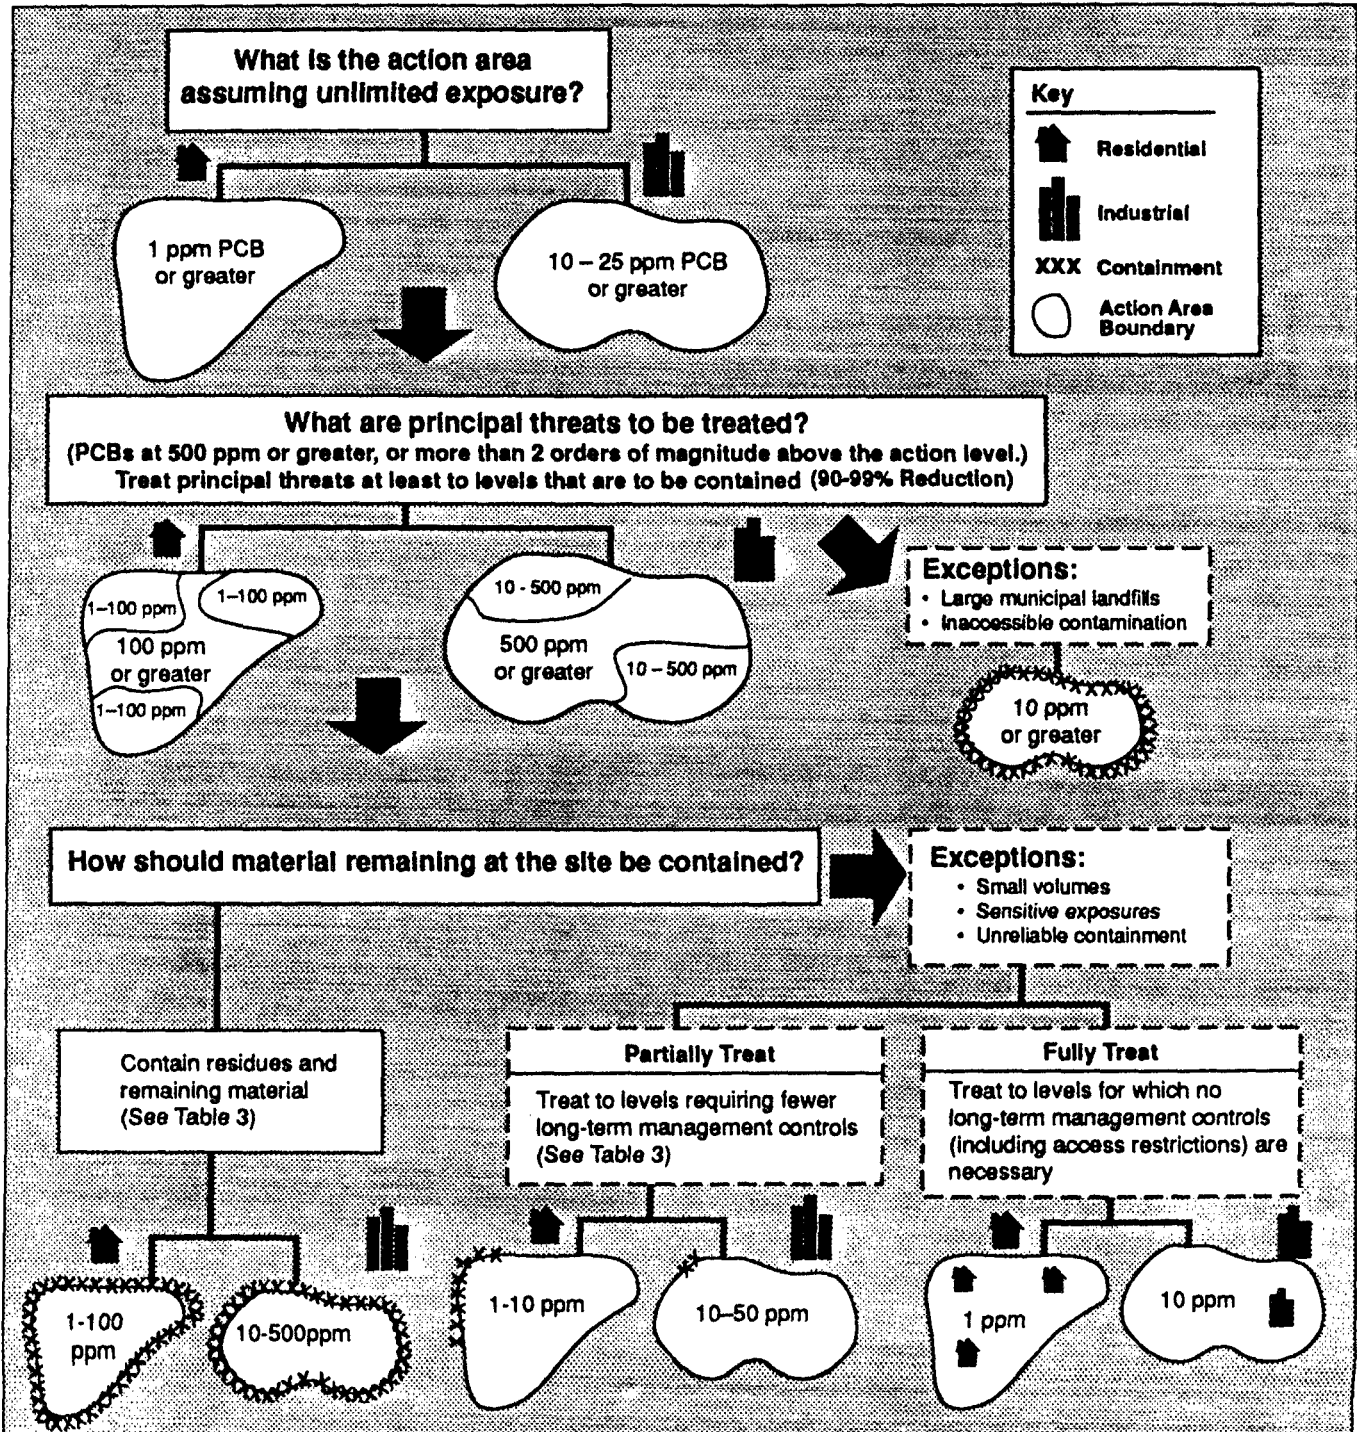 What is the action area
assuming unlimited exposure?
Key
Residential
Industrial
XXX Containment
Action Area
Boundary
1 ppm PCB
or greater
10 – 25 ppm PCB
or greater
What are principal threats to be treated?
(PCBs at 500 ppm or greater, or more than 2 orders of magnitude above the action level.)
Treat principal threats at least to levels that are to be contained (90-99% Reduction)
1–100 ppm
1–100 ppm
100 ppm
or greater
1–100 ppm
10 - 500 ppm
500 ppm
or greater
10 – 500 ppm
Exceptions:
• Large municipal landfills
• Inaccessible contamination
10 ppm
or greater
How should material remaining at the site be contained?
Exceptions:
• Small volumes
• Sensitive exposures
• Unreliable containment
Contain residues and
remaining material
(See Table 3)
Partially Treat
Treat to levels requiring fewer
long-term management controls
(See Table 3)
Fully Treat
Treat to levels for which no
long-term management controls
(including access restrictions) are
necessary
1-100
ppm
10-500ppm
1-10 ppm
10–50 ppm
1 ppm
10 ppm